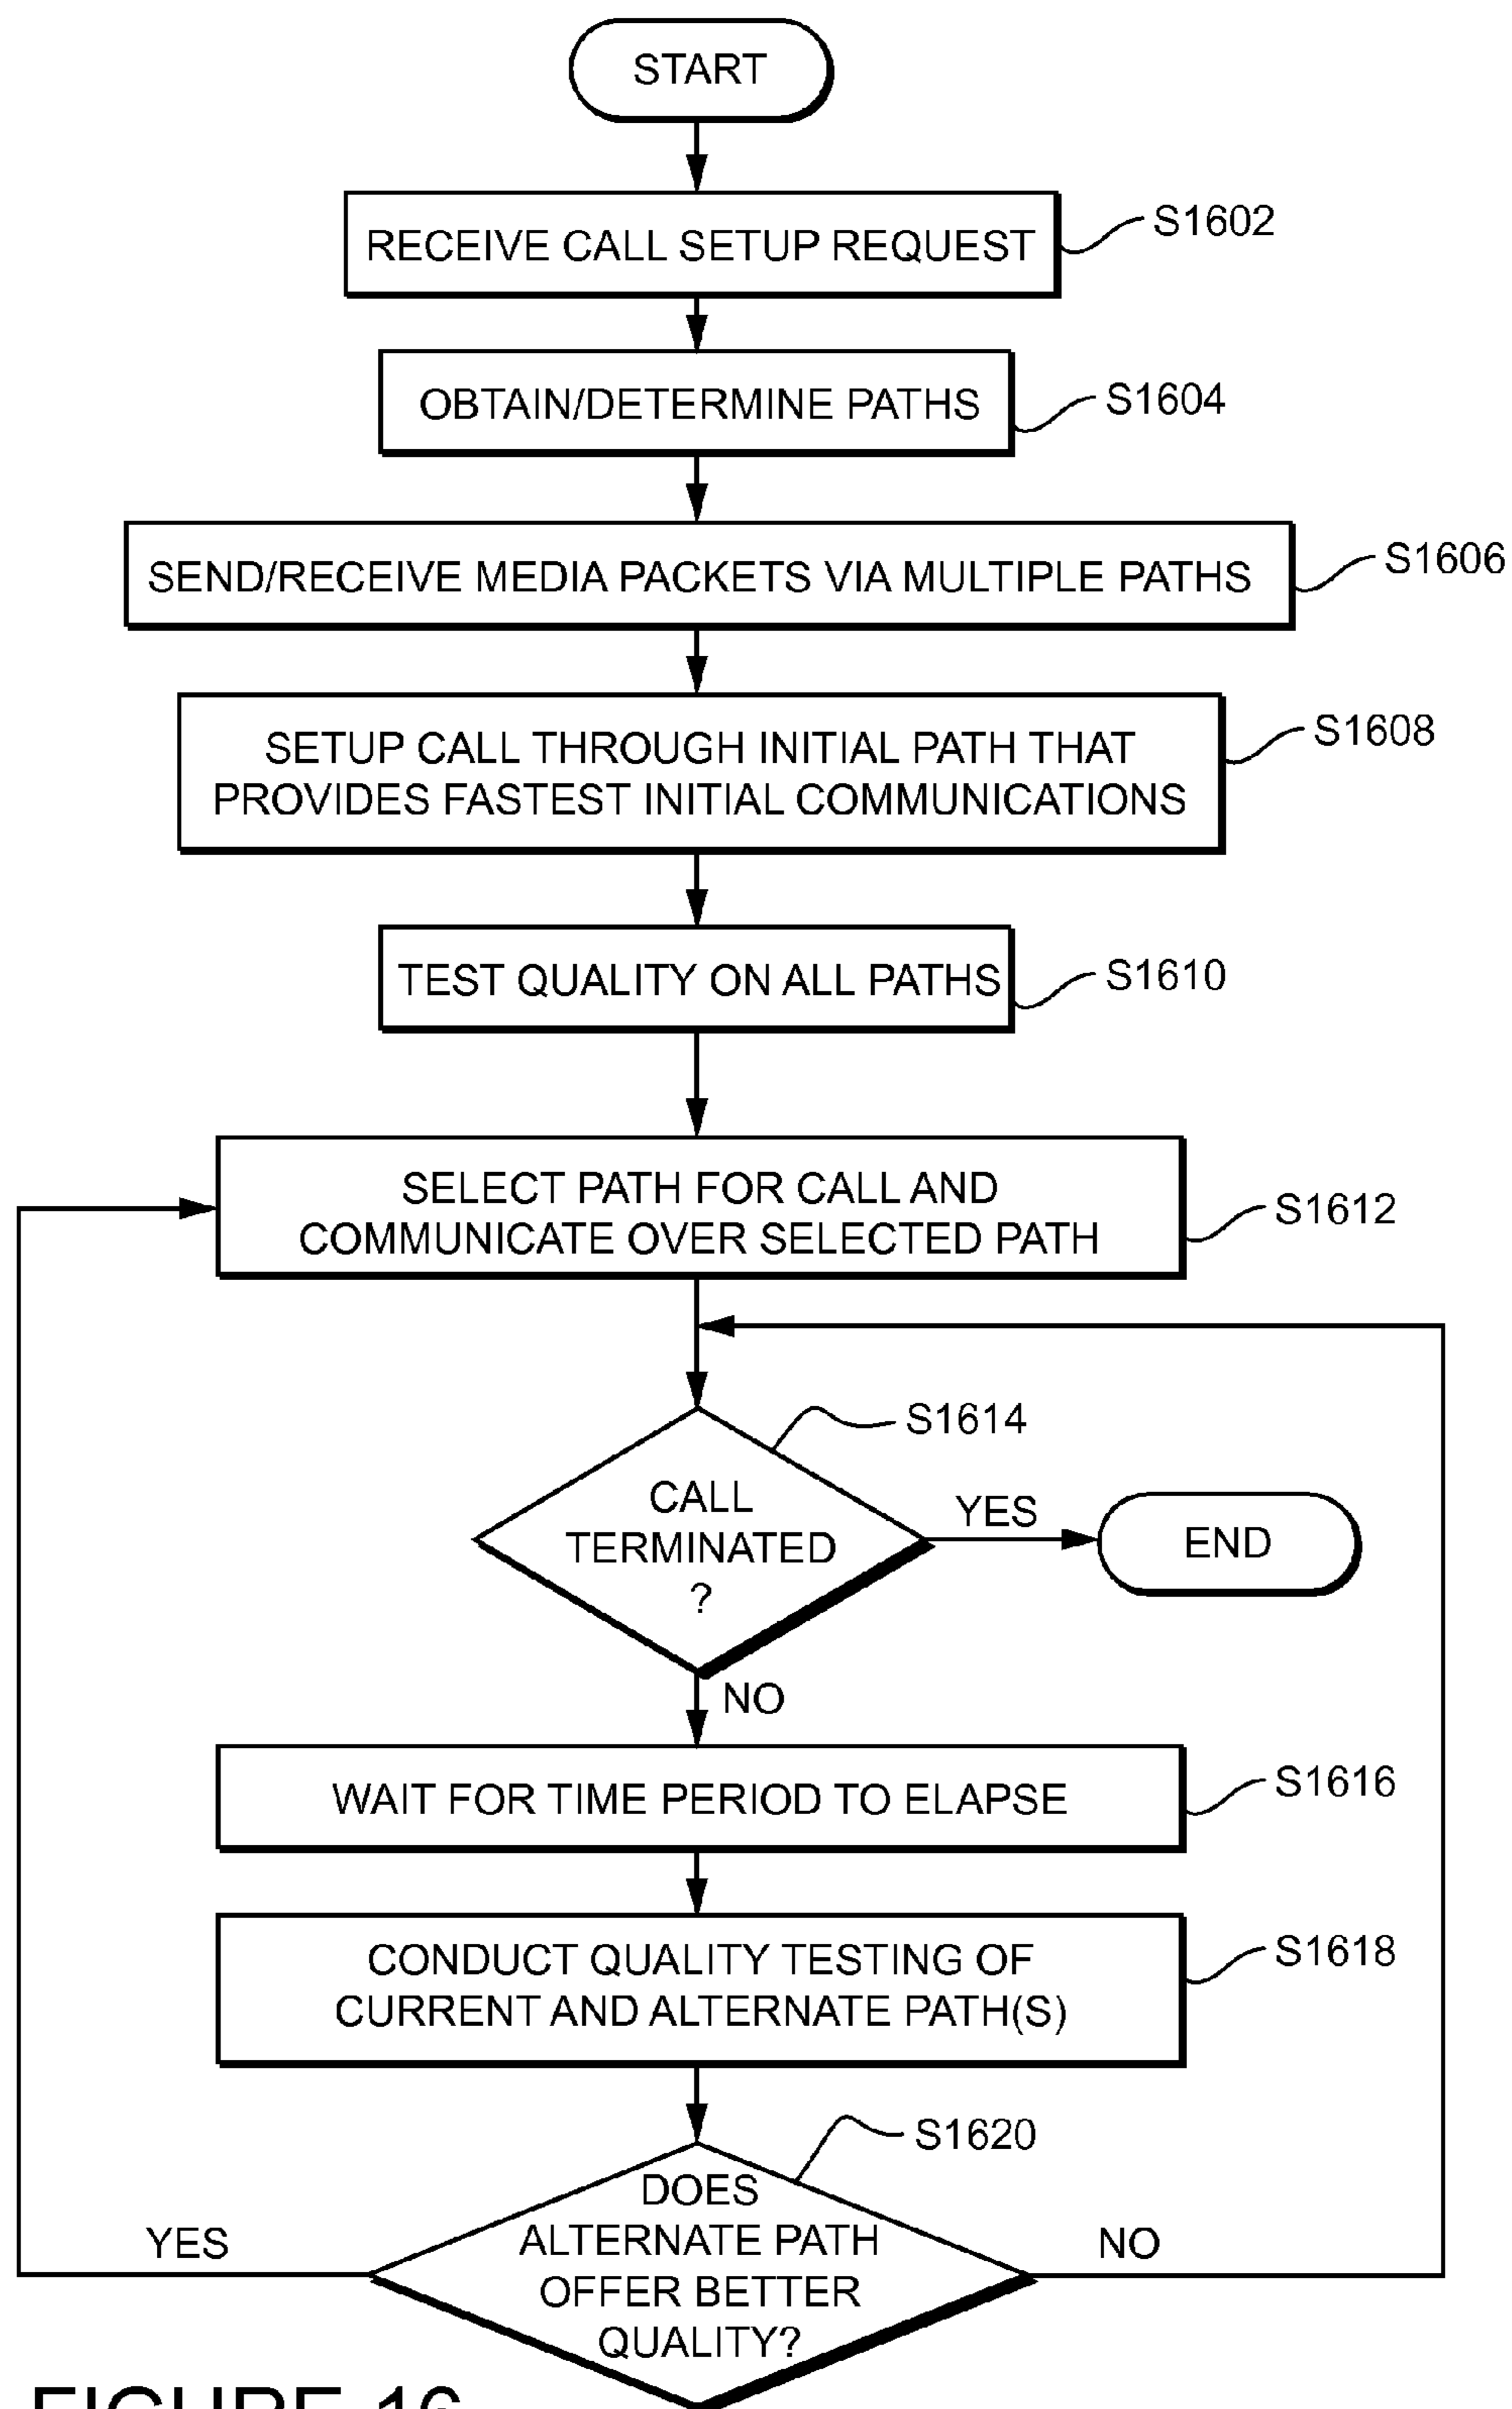 START
RECEIVE CALL SETUP REQUEST
S1602
OBTAIN/DETERMINE PATHS
S1604
SEND/RECEIVE MEDIA PACKETS VIA MULTIPLE PATHS
S1606
SETUP CALL THROUGH INITIAL PATH THAT
PROVIDES FASTEST INITIAL COMMUNICATIONS
S1608
TEST QUALITY ON ALL PATHS
S1610
SELECT PATH FOR CALL AND
COMMUNICATE OVER SELECTED PATH
S1612
S1614
CALL
TERMINATED
?
YES
END
NO
WAIT FOR TIME PERIOD TO ELAPSE
S1616
CONDUCT QUALITY TESTING OF
CURRENT AND ALTERNATE PATH(S)
S1618
S1620
DOES
ALTERNATE PATH
OFFER BETTER
QUALITY?
YES
NO
FIGURE 16